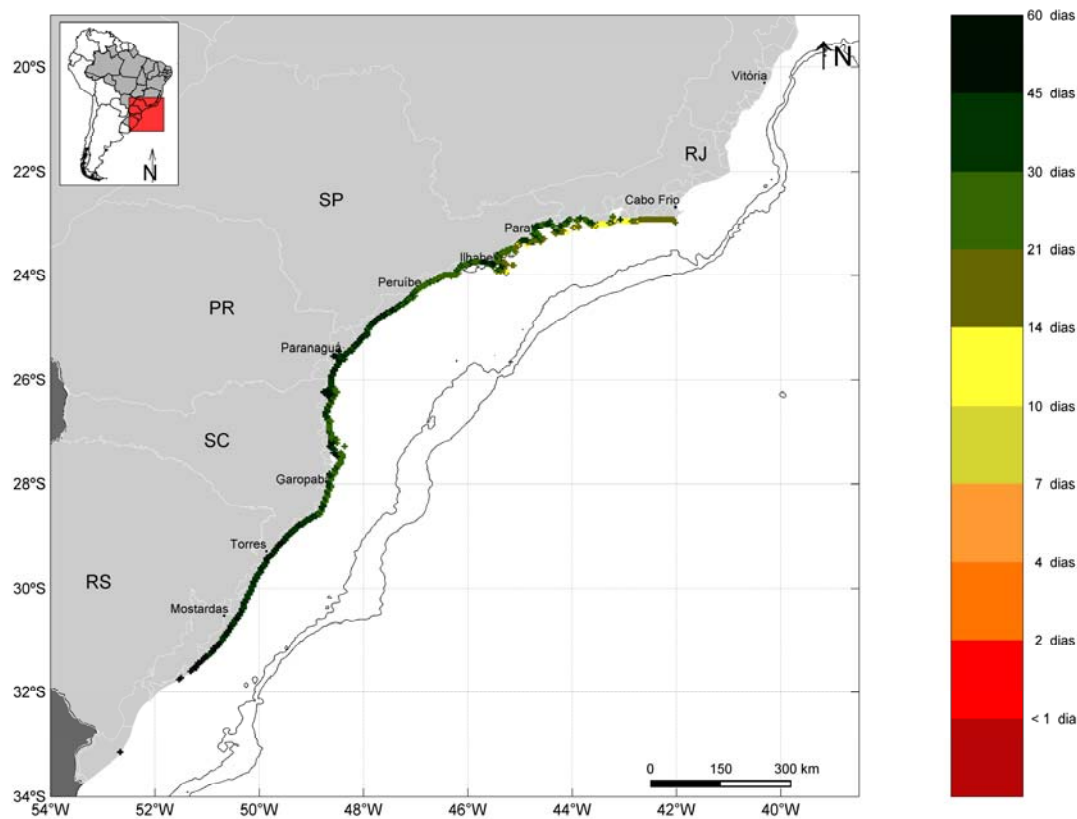 N
20°S
22°S
24°S
26°S
28°S
30°S
32°S
34°S
54°W
52°W
50°W
48°W
46°W
44°W
42°W
40°W
N
Vitória
RJ
Cabo Frio
SP
Parat
Ilhabe
Peruíbe
PR
Paranaguá
SC
Garopaba
Torres
RS
Mostardas
0 150 300 km
60 dias
45 dias
30 dias
21 dias
14 dias
10 dias
7 dias
4 dias
2 dias
< 1 dia